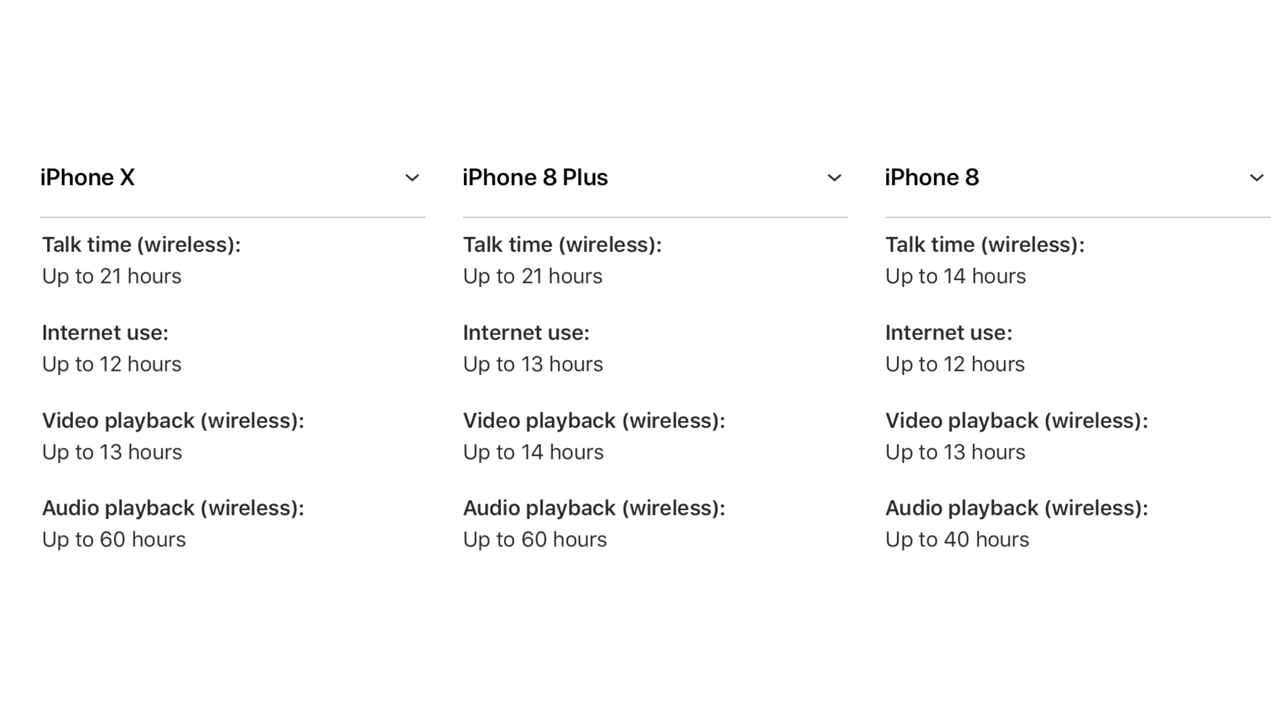 iPhone X
Talk time (wireless):
Up to 21 hours
Internet use:
Up to 12 hours
Video playback (wireless):
Up to 13 hours
Audio playback (wireless):
Up to 60 hours
iPhone 8 Plus
Talk time (wireless):
Up to 21 hours
Internet use:
Up to 13 hours
Video playback (wireless):
Up to 14 hours
Audio playback (wireless):
Up to 60 hours
iPhone 8
Talk time (wireless):
Up to 14 hours
Internet use:
Up to 12 hours
Video playback (wireless):
Up to 13 hours
Audio playback (wireless):
Up to 40 hours